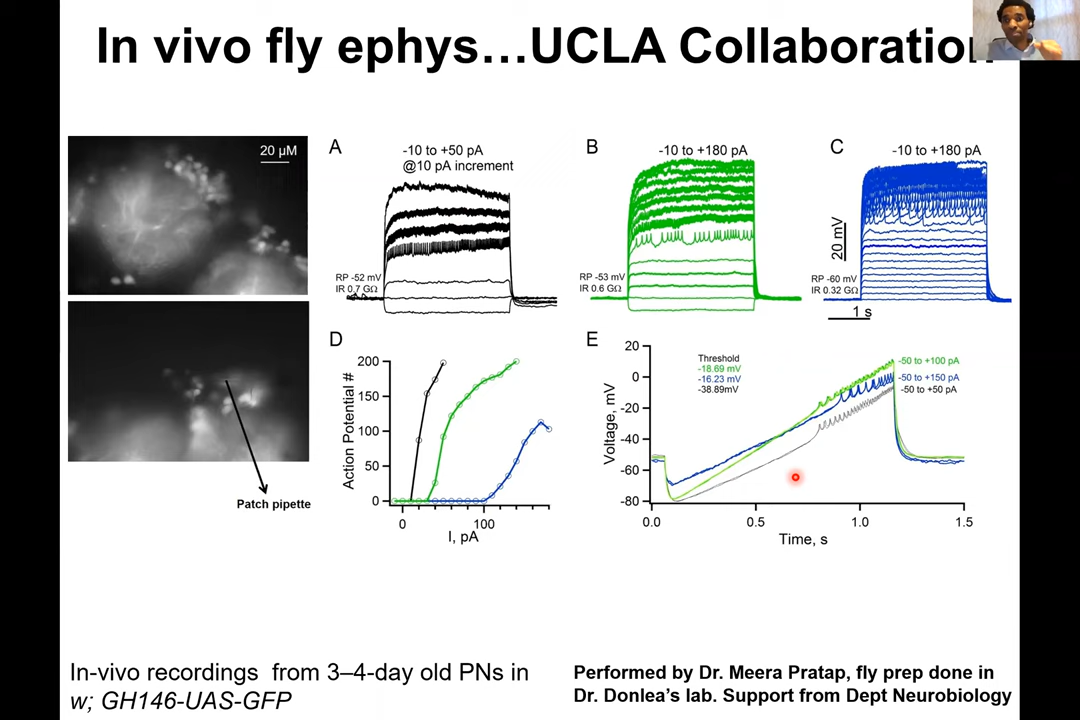 In vivo fly ephys…UCLA Collaboration
20 µM
Patch pipette
A
-10 to +50 pA
@10 pA increment
RP -52 mV
IR 0.7 GΩ
B
-10 to +180 pA
RP -53 mV
IR 0.6 GΩ
C
-10 to +180 pA
20 mV
RP -60 mV
IR 0.32 GΩ
1 s
D
Action Potential #
200
150
100
50
0
0
100
I, pA
E
Voltage, mV
20
0
-20
-40
-60
-80
Threshold
-18.69 mV
-16.23 mV
-38.89mV
-50 to +100 pA
-50 to +150 pA
-50 to +50 pA
0.0
0.5
1.0
1.5
Time, s
In-vivo recordings from 3–4-day old PNs in
w; GH146-UAS-GFP
Performed by Dr. Meera Pratap, fly prep done in
Dr. Donlea's lab. Support from Dept Neurobiology